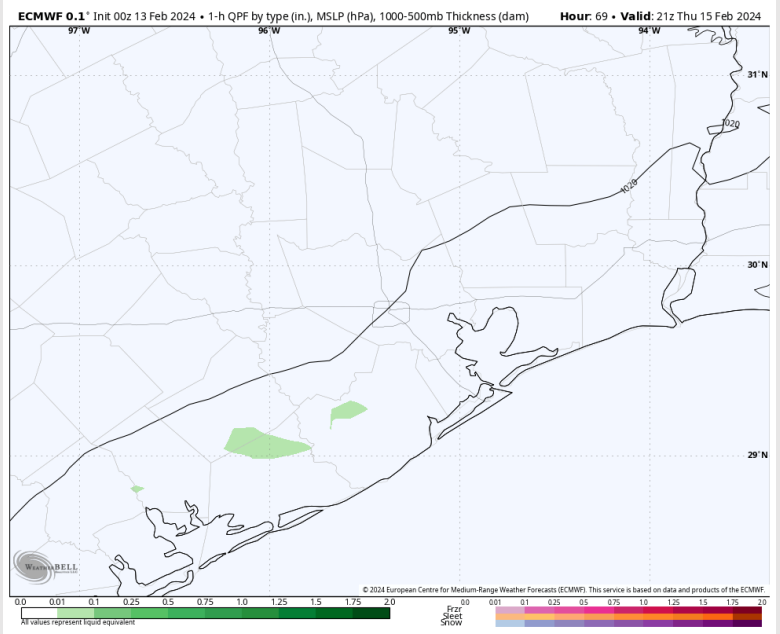 ECMWF 0.1° Init 00z 13 Feb 2024 • 1-h QPF by type (in.), MSLP (hPa), 1000-500mb Thickness (dam) Hour: 69 • Valid: 21z Thu 15 Feb 2024
97°W 96°W 95°W 94°W
31°N
1020
1020
30°N
29°N
WEATHERBELL
© 2024 European Centre for Medium-Range Weather Forecasts (ECMWF). This service is based on data and products of the ECMWF.
0.0 0.01 0.1 0.25 0.5 0.75 1.0 1.25 1.5 1.75 2.0 0.0 0.01 0.1 0.25 0.5 0.75 1.0 1.25 1.5 1.75 2.0
Frzr
Sleet
Snow
All values represent liquid equivalent